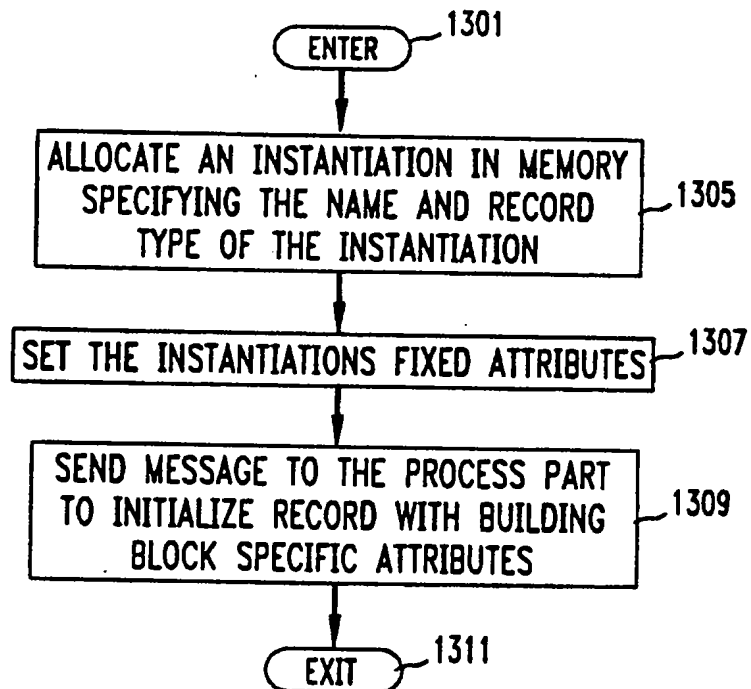 ENTER
1301
ALLOCATE AN INSTANTIATION IN MEMORY
SPECIFYING THE NAME AND RECORD
TYPE OF THE INSTANTIATION
1305
SET THE INSTANTIATIONS FIXED ATTRIBUTES
1307
SEND MESSAGE TO THE PROCESS PART
TO INITIALIZE RECORD WITH BUILDING
BLOCK SPECIFIC ATTRIBUTES
1309
EXIT
1311